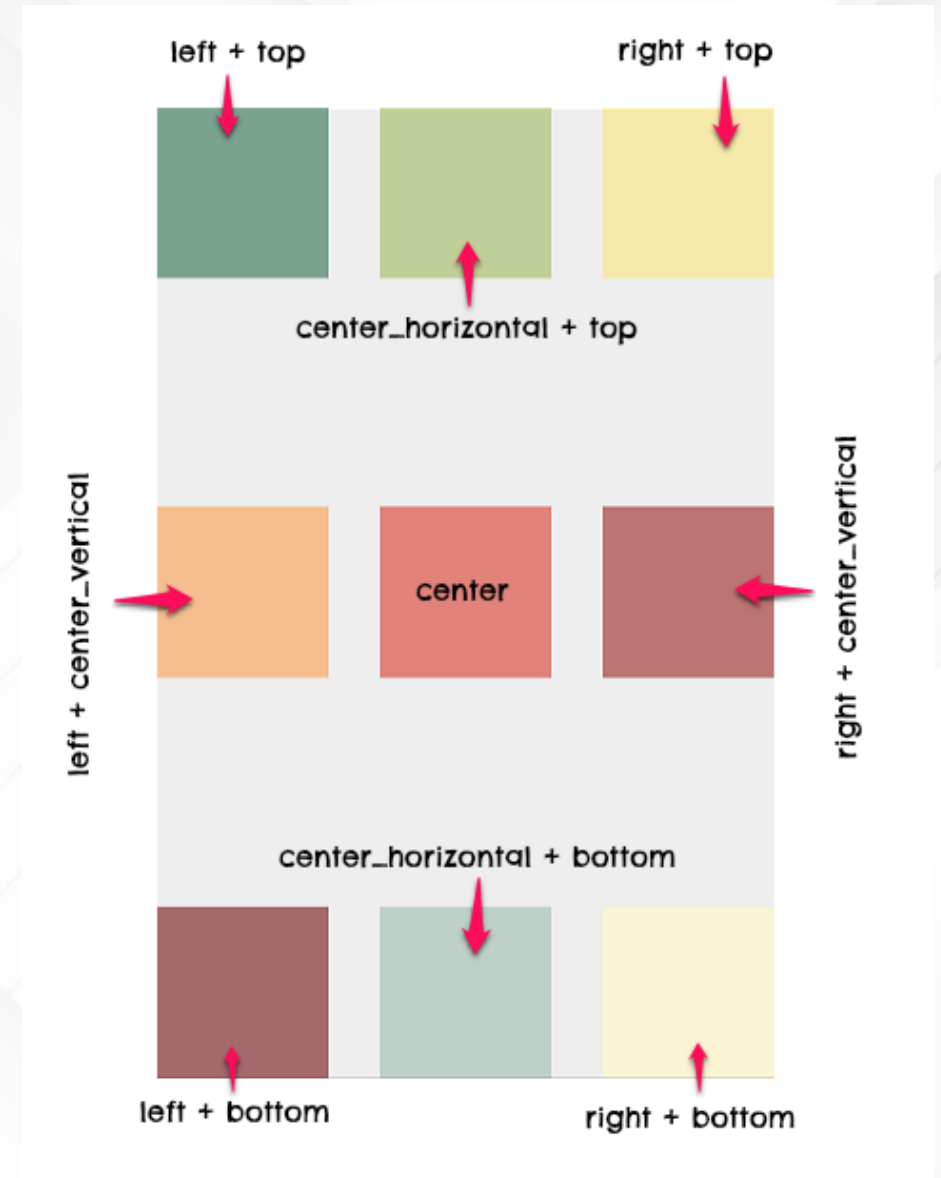 left + top
right + top
center_horizontal + top
left + center_vertical
center
right + center_vertical
center_horizontal + bottom
left + bottom
right + bottom